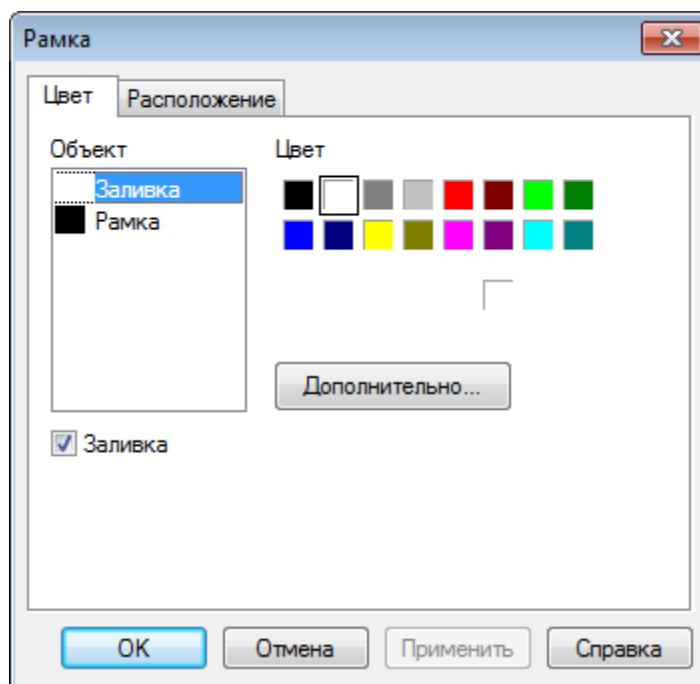 Рамка
Цвет Расположение
Объект Цвет
Заливка
Рамка
Дополнительно...
Заливка
OK Отмена Применить Справка